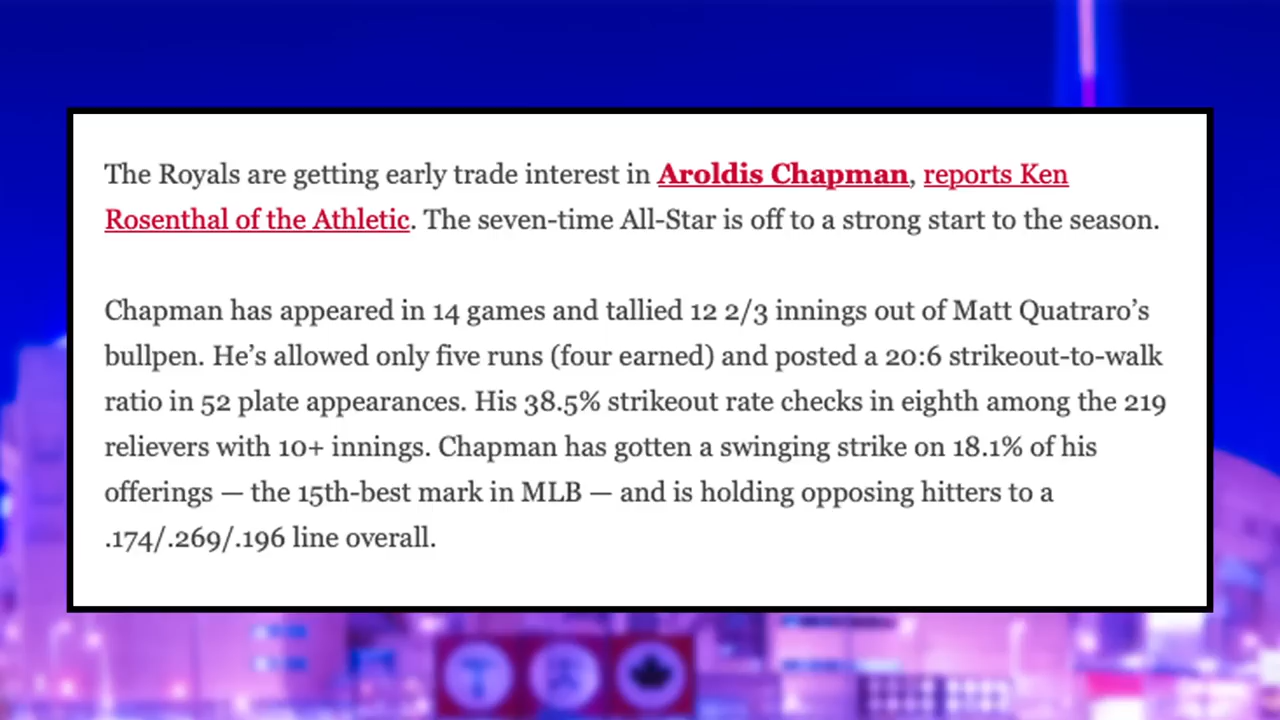 The Royals are getting early trade interest in Aroldis Chapman, reports Ken
Rosenthal of the Athletic. The seven-time All-Star is off to a strong start to the season.
Chapman has appeared in 14 games and tallied 12 2/3 innings out of Matt Quatraro’s
bullpen. He’s allowed only five runs (four earned) and posted a 20:6 strikeout-to-walk
ratio in 52 plate appearances. His 38.5% strikeout rate checks in eighth among the 219
relievers with 10+ innings. Chapman has gotten a swinging strike on 18.1% of his
offerings — the 15th-best mark in MLB — and is holding opposing hitters to a
.174/.269/.196 line overall.